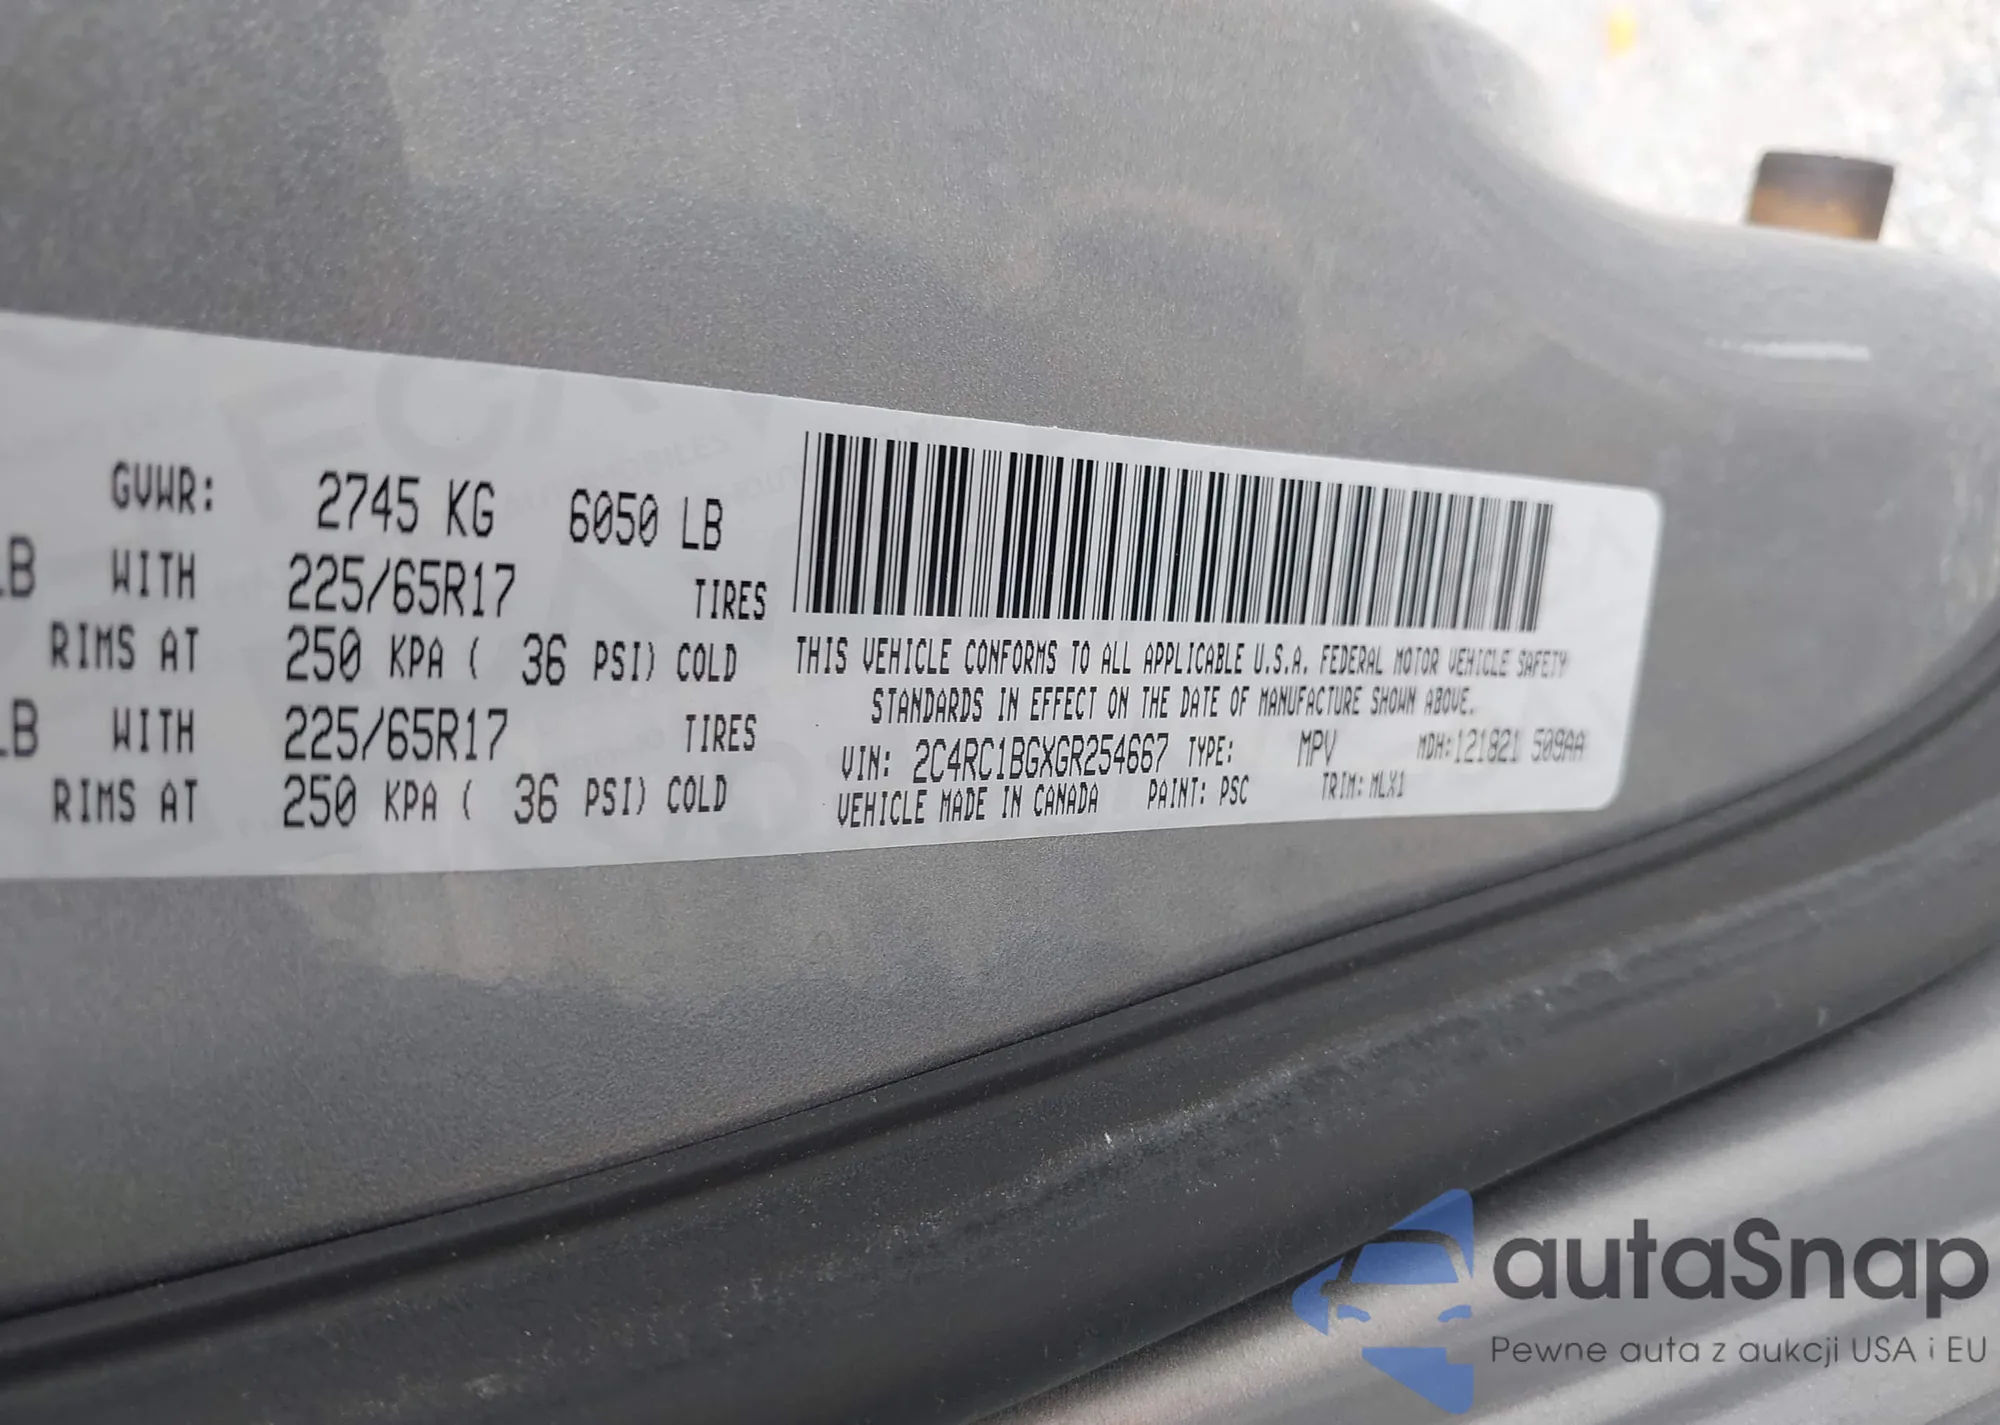 GVWR: 2745 KG 6050 LB
LB WITH 225/65R17 TIRES
RIMS AT 250 KPA ( 36 PSI) COLD
LB WITH 225/65R17 TIRES
RIMS AT 250 KPA ( 36 PSI) COLD
THIS VEHICLE CONFORMS TO ALL APPLICABLE U.S.A. FEDERAL MOTOR VEHICLE SAFETY
STANDARDS IN EFFECT ON THE DATE OF MANUFACTURE SHOWN ABOVE.
VIN: 2C4RC1BGXGR254667 TYPE: MPV MDH: 121821 509AA
VEHICLE MADE IN CANADA PAINT: PSC TRIM: MLX1
autaSnap
Pewne auta z aukcji USA i EU